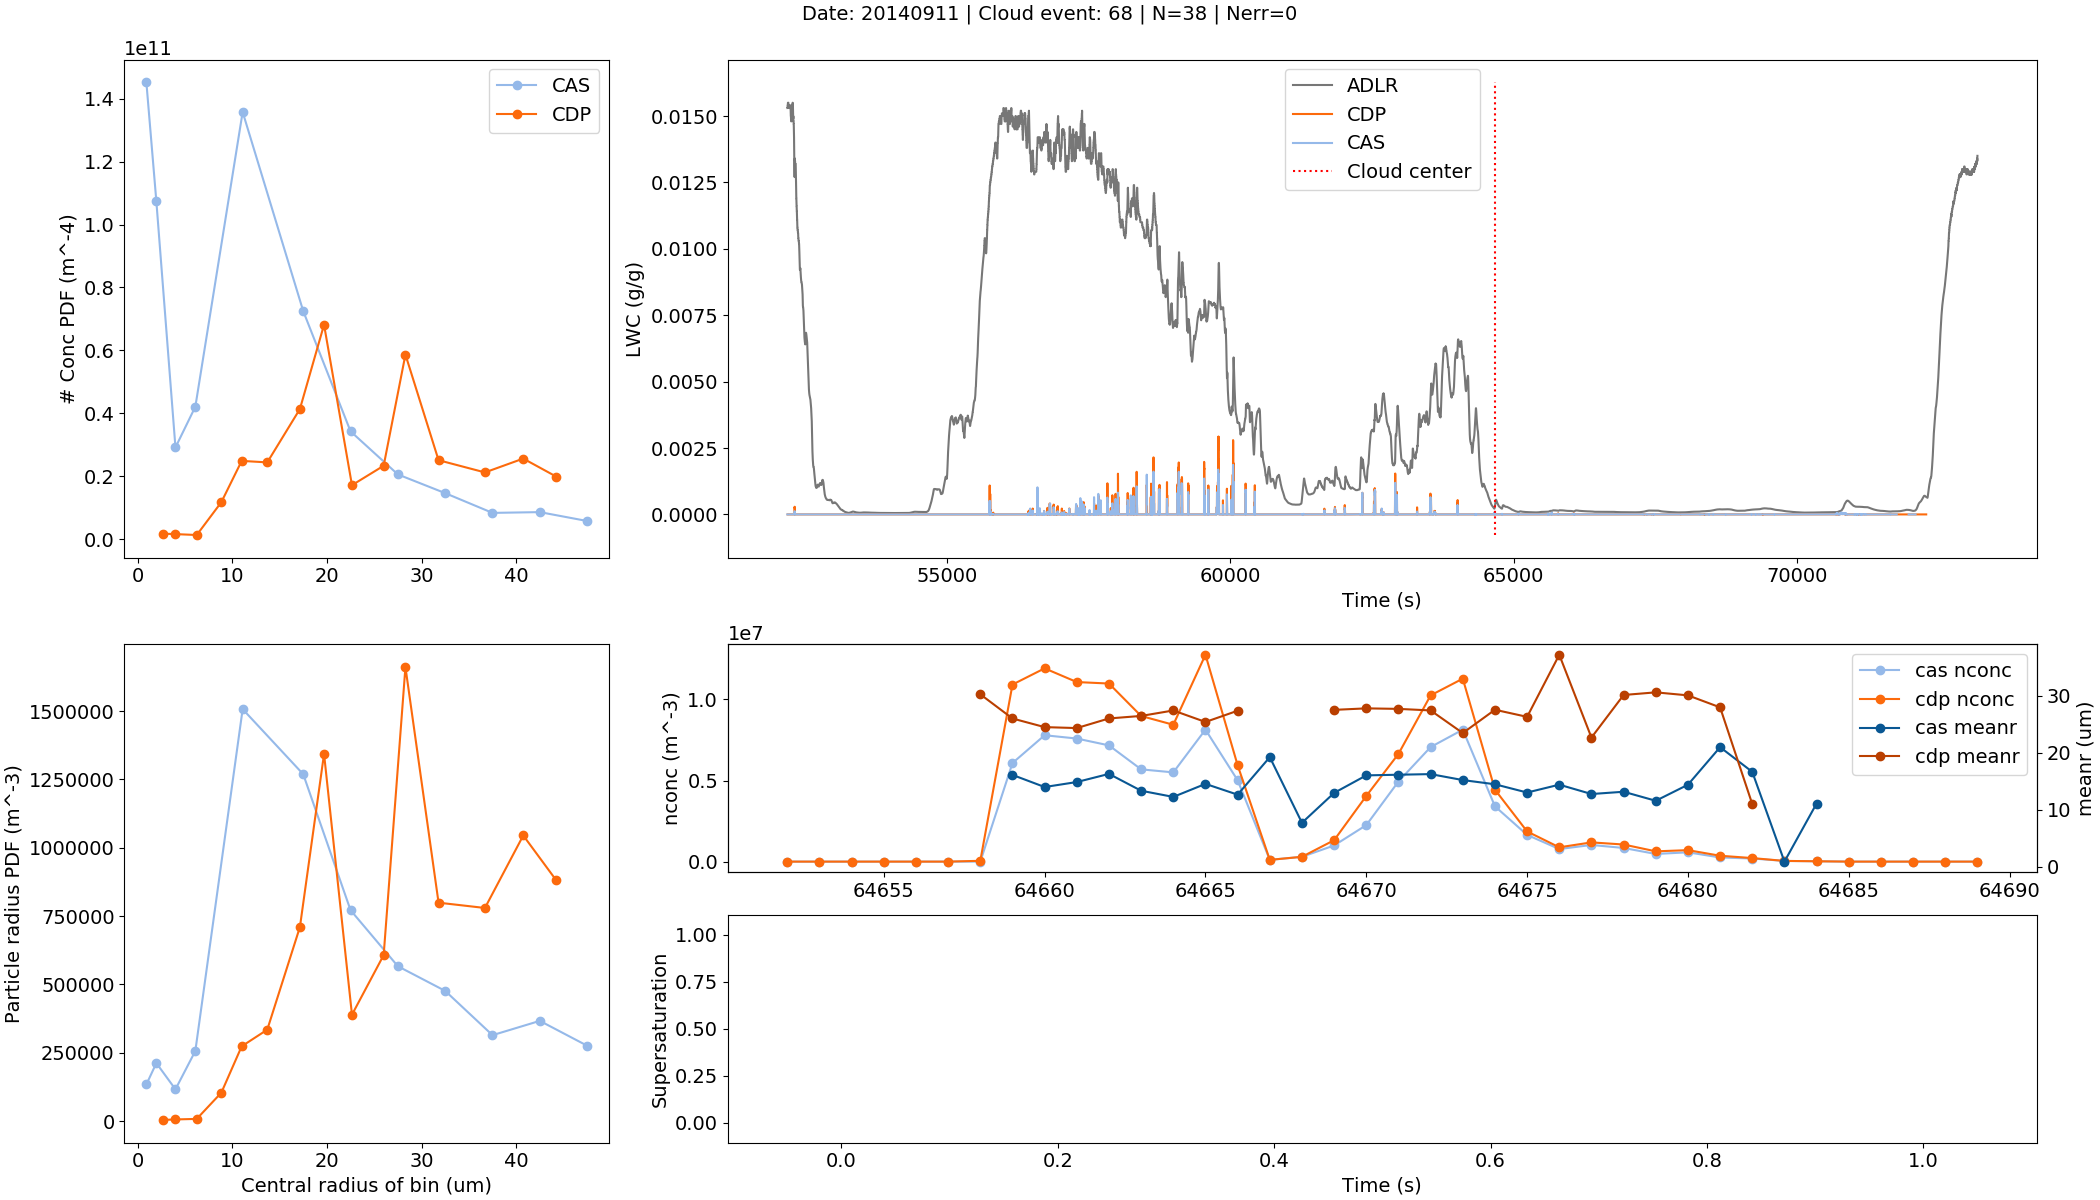 Date: 20140911 | Cloud event: 68 | N=38 | Nerr=0
1e11
# Conc PDF (m^-4)
1.4
1.2
1.0
0.8
0.6
0.4
0.2
0.0
0 10 20 30 40
CAS
CDP
LWC (g/g)
0.0150
0.0125
0.0100
0.0075
0.0050
0.0025
0.0000
55000 60000 65000 70000
Time (s)
ADLR
CDP
CAS
Cloud center
Particle radius PDF (m^-3)
1500000
1250000
1000000
750000
500000
250000
0
0 10 20 30 40
Central radius of bin (um)
1e7
nconc (m^-3)
1.0
0.5
0.0
64655 64660 64665 64670 64675 64680 64685 64690
30
20
10
0
meanr (um)
cas nconc
cdp nconc
cas meanr
cdp meanr
Supersaturation
1.00
0.75
0.50
0.25
0.00
0.0 0.2 0.4 0.6 0.8 1.0
Time (s)